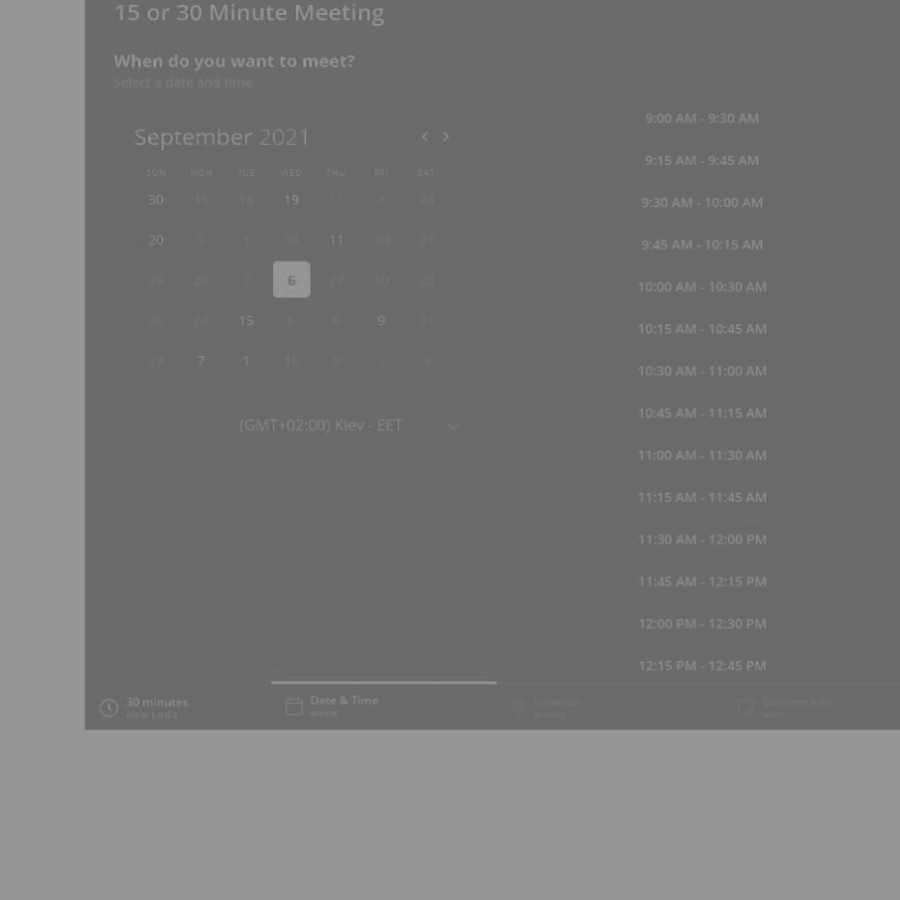 15 or 30 Minute Meeting
When do you want to meet?
Select a date and time
September 2021
SUN MON TUE WED THU FRI SAT
30 15 18 19 11 4 24
20 5 1 16 11 30 27
29 25 7 6 27 10 20
26 24 15 6 8 9 31
23 7 1 15 9 7 9
(GMT+02:00) Kiev - EET
9:00 AM - 9:30 AM
9:15 AM - 9:45 AM
9:30 AM - 10:00 AM
9:45 AM - 10:15 AM
10:00 AM - 10:30 AM
10:15 AM - 10:45 AM
10:30 AM - 11:00 AM
10:45 AM - 11:15 AM
11:00 AM - 11:30 AM
11:15 AM - 11:45 AM
11:30 AM - 12:00 PM
11:45 AM - 12:15 PM
12:00 PM - 12:30 PM
12:15 PM - 12:45 PM
30 minutes
HOW LONG
Date & Time
WHEN
Location
WHERE
Confirm Info
WHO